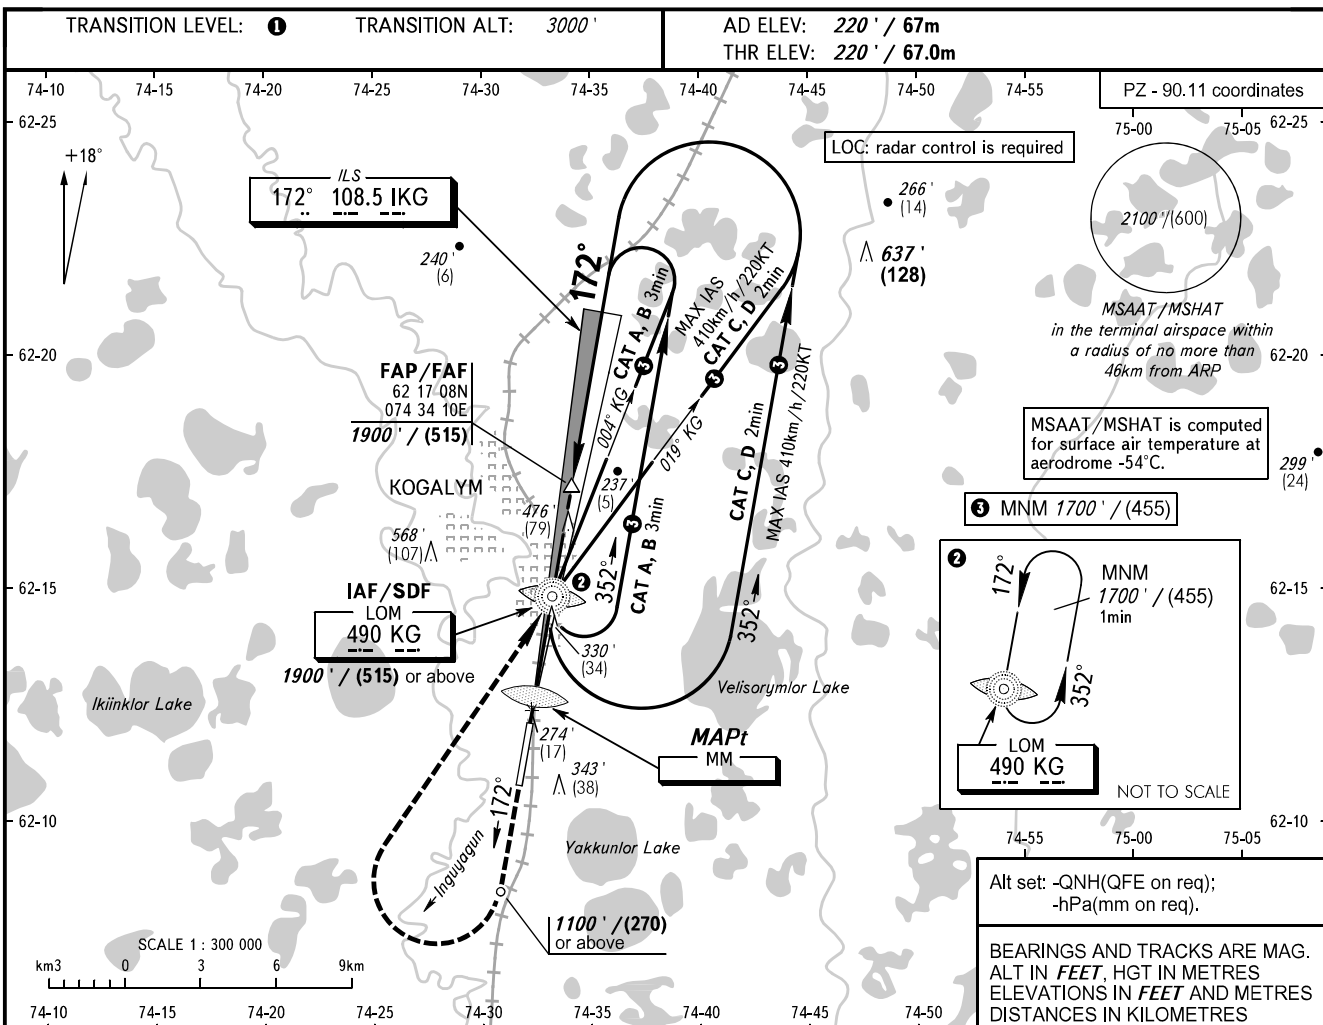 TRANSITION LEVEL: 1 TRANSITION ALT: 3000 '
AD ELEV: 220 ' / 67m
THR ELEV: 220 ' / 67.0m
74-10 74-15 74-20 74-25 74-30 74-35 74-40 74-45 74-50 74-55
PZ - 90.11 coordinates
62-25
75-00 75-05 62-25
+18°
LOC: radar control is required
ILS
172° 108.5 IKG
240 '
(6)
266 '
(14)
637 '
(128)
2100 '/(600)
MSAAT/MSHAT
in the terminal airspace within
a radius of no more than
46km from ARP
172°
CAT A, B 3min
MAX IAS
410km/h/220KT
CAT C, D 2min
3
3
3
62-20
62-20
FAP/FAF
62 17 08N
074 34 10E
1900 ' / (515)
004° KG
019° KG
CAT C, D 2min
MAX IAS 410km/h/220KT
MSAAT/MSHAT is computed
for surface air temperature at
aerodrome -54°C.
299 '
(24)
KOGALYM
237 '
(5)
476 '
(79)
568 '
(107)
3
CAT A, B 3min
3 MNM 1700 ' / (455)
2
172°
MNM
1700 ' / (455)
1min
352°
LOM
490 KG
NOT TO SCALE
62-15
62-15
IAF/SDF
LOM
490 KG
1900 ' / (515) or above
2
352°
352°
330 '
(34)
Ikiinklor Lake
Velisorymlor Lake
274 '
(17)
343 '
(38)
MAPt
MM
172°
62-10
62-10
74-55 75-00 75-05
Inguyagun
Yakkunlor Lake
1100 ' / (270)
or above
Alt set: -QNH(QFE on req);
-hPa(mm on req).
SCALE 1 : 300 000
km3 0 3 6 9km
BEARINGS AND TRACKS ARE MAG.
ALT IN FEET, HGT IN METRES
ELEVATIONS IN FEET AND METRES
DISTANCES IN KILOMETRES
74-10 74-15 74-20 74-25 74-30 74-35 74-40 74-45 74-50